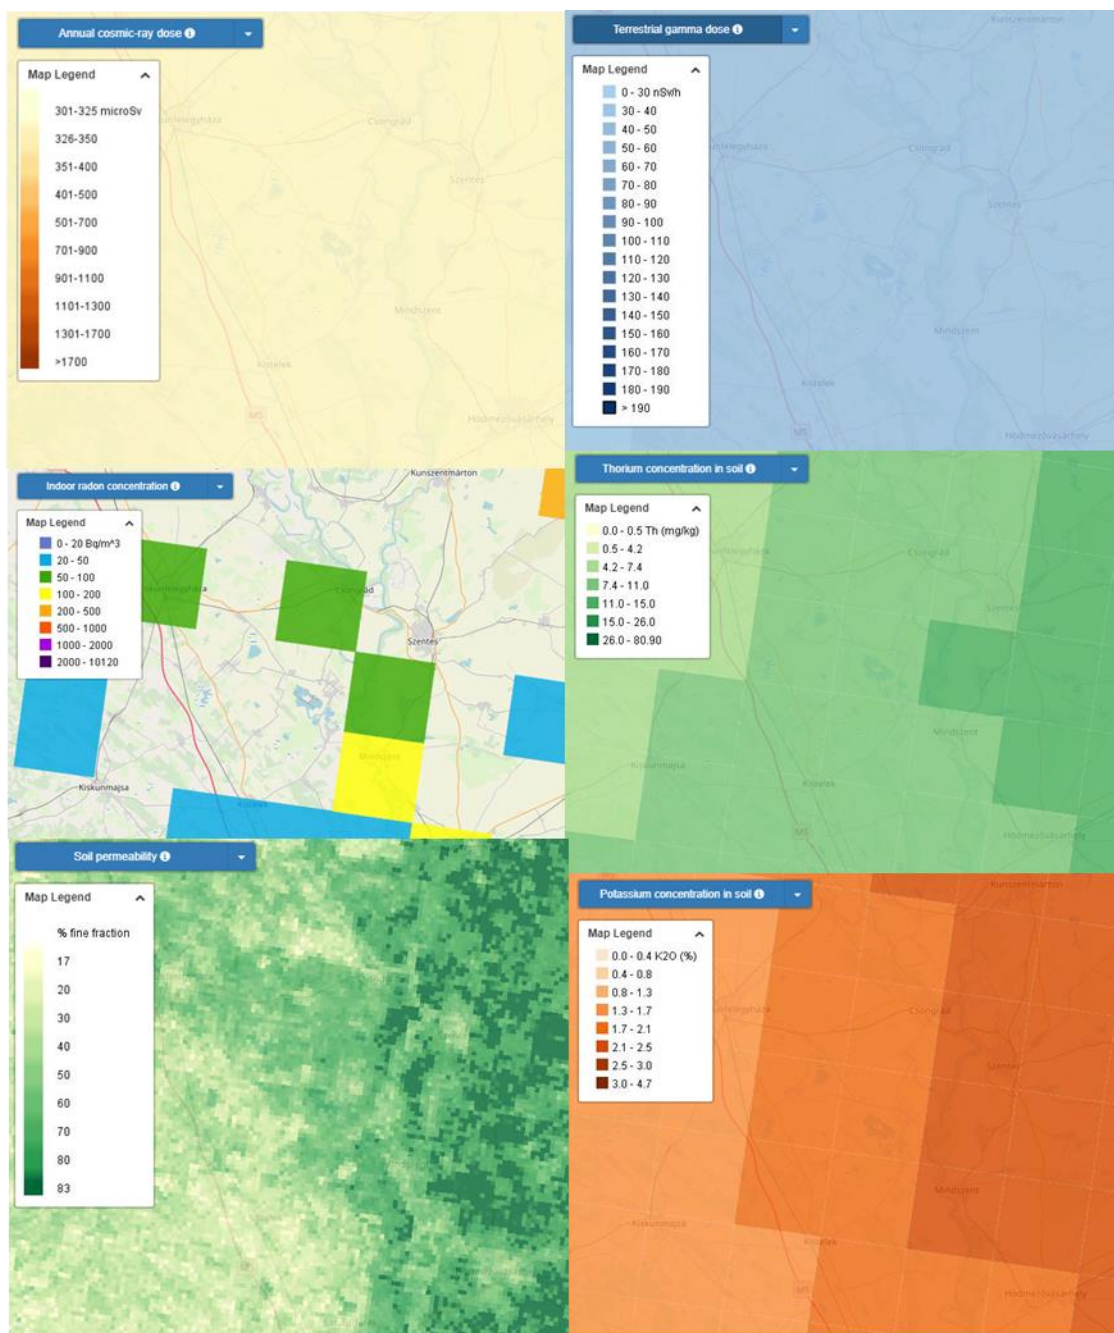 Annual cosmic-ray dose
Map Legend
301-325 microSv
326-350
351-400
401-500
501-700
701-900
901-1100
1101-1300
1301-1700
>1700
Csongrád
Szentes
Mindszent
Kistelek
M5
Hódmezővásárhely
Terrestrial gamma dose
Map Legend
0 - 30 nSv/h
30 - 40
40 - 50
50 - 60
60 - 70
70 - 80
80 - 90
90 - 100
100 - 110
110 - 120
120 - 130
130 - 140
140 - 150
150 - 160
160 - 170
170 - 180
180 - 190
> 190
Kunszentmárton
Csongrád
Szentes
Mindszent
Kistelek
M5
Hódmezővásárhely
Indoor radon concentration
Map Legend
0 - 20 Bq/m^3
20 - 50
50 - 100
100 - 200
200 - 500
500 - 1000
1000 - 2000
2000 - 10120
Kunszentmárton
Csongrád
Szentes
Mindszent
Kiskunmajsa
Kistelek
Thorium concentration in soil
Map Legend
0.0 - 0.5 Th (mg/kg)
0.5 - 4.2
4.2 - 7.4
7.4 - 11.0
11.0 - 15.0
15.0 - 26.0
26.0 - 80.90
Csongrád
Szentes
Mindszent
Kiskunmajsa
Kistelek
M5
Hódmezővásárhely
Soil permeability
Map Legend
% fine fraction
17
20
30
40
50
60
70
80
83
Potassium concentration in soil
Map Legend
0.0 - 0.4 K2O (%)
0.4 - 0.8
0.8 - 1.3
1.3 - 1.7
1.7 - 2.1
2.1 - 2.5
2.5 - 3.0
3.0 - 4.7
Kunszentmárton
Csongrád
Szentes
Mindszent
Kiskunmajsa
Kistelek
M5
Hódmezővásárhely